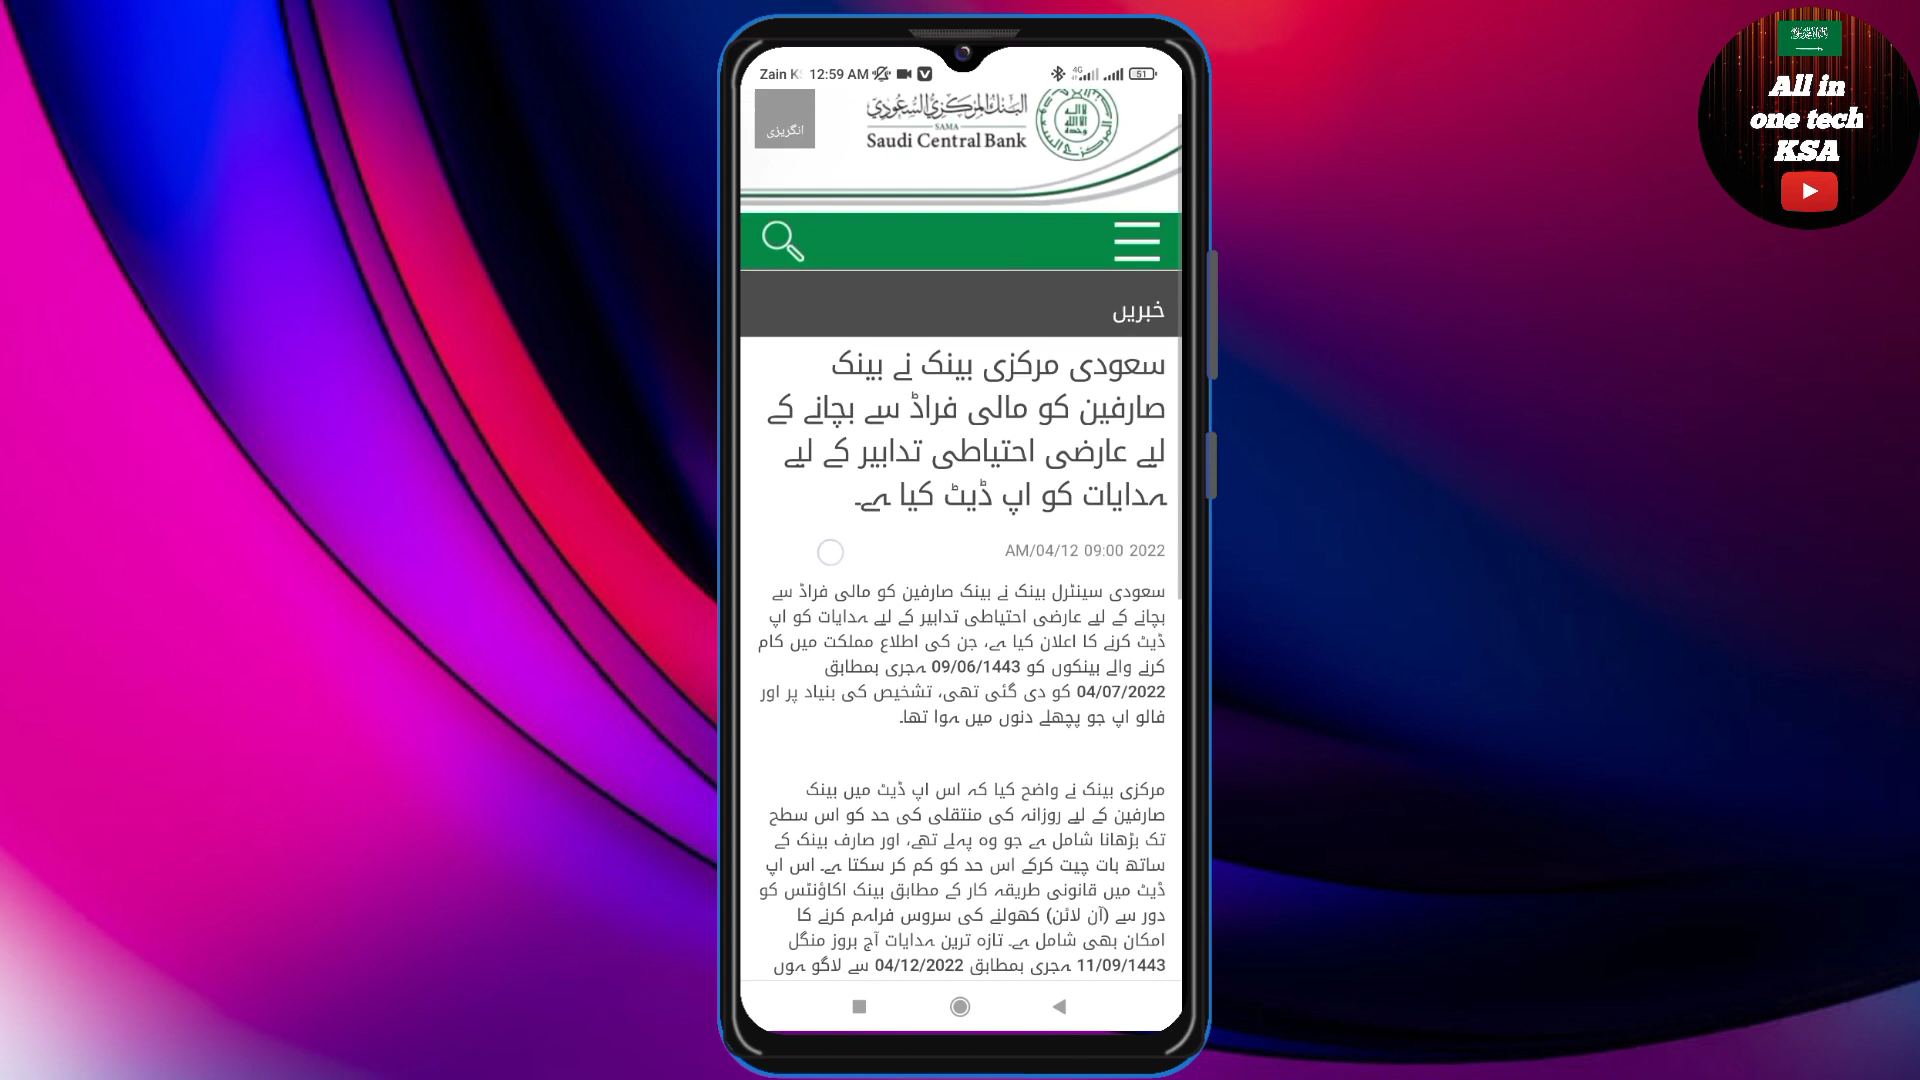 Zain K
12:59 AM
4G
51
انگریزی
البنك المركزي السعودي
SAMA
Saudi Central Bank
خبریں
سعودی مرکزی بینک نے بینک
صارفین کو مالی فراڈ سے بچانے کے
لیے عارضی احتیاطی تدابیر کے لیے
ہدایات کو اپ ڈیٹ کیا ہے۔
AM/04/12 09:00 2022
سعودی سینٹرل بینک نے بینک صارفین کو مالی فراڈ سے
بچانے کے لیے عارضی احتیاطی تدابیر کے لیے ہدایات کو اپ
ڈیٹ کرنے کا اعلان کیا ہے، جن کی اطلاع مملکت میں کام
کرنے والے بینکوں کو 09/06/1443 ہجری بمطابق
04/07/2022 کو دی گئی تھی، تشخیص کی بنیاد پر اور
فالو اپ جو پچھلے دنوں میں ہوا تھا۔
مرکزی بینک نے واضح کیا کہ اس اپ ڈیٹ میں بینک
صارفین کے لیے روزانہ کی منتقلی کی حد کو اس سطح
تک بڑھانا شامل ہے جو وہ پہلے تھے، اور صارف بینک کے
ساتھ بات چیت کرکے اس حد کو کم کر سکتا ہے۔ اس اپ
ڈیٹ میں قانونی طریقہ کار کے مطابق بینک اکاؤنٹس کو
دور سے (آن لائن) کھولنے کی سروس فراہم کرنے کا
امکان بھی شامل ہے۔ تازہ ترین ہدایات آج بروز منگل
11/09/1443 ہجری بمطابق 04/12/2022 سے لاگو ہوں
All in
one tech
KSA